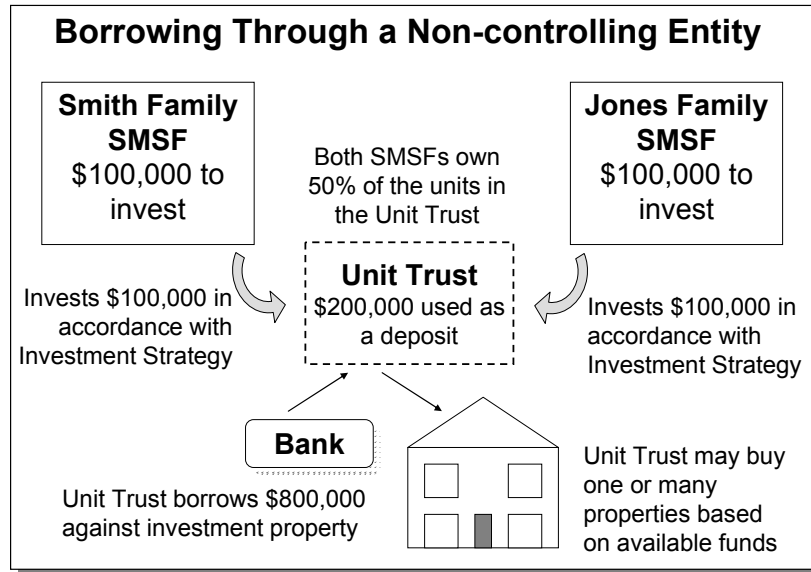 Borrowing Through a Non-controlling Entity
Smith Family
SMSF
$100,000 to
invest
Both SMSFs own
50% of the units in
the Unit Trust
Jones Family
SMSF
$100,000 to
invest
Invests $100,000 in
accordance with
Investment Strategy
Unit Trust
$200,000 used as
a deposit
Invests $100,000 in
accordance with
Investment Strategy
Bank
Unit Trust borrows $800,000
against investment property
Unit Trust may buy
one or many
properties based
on available funds